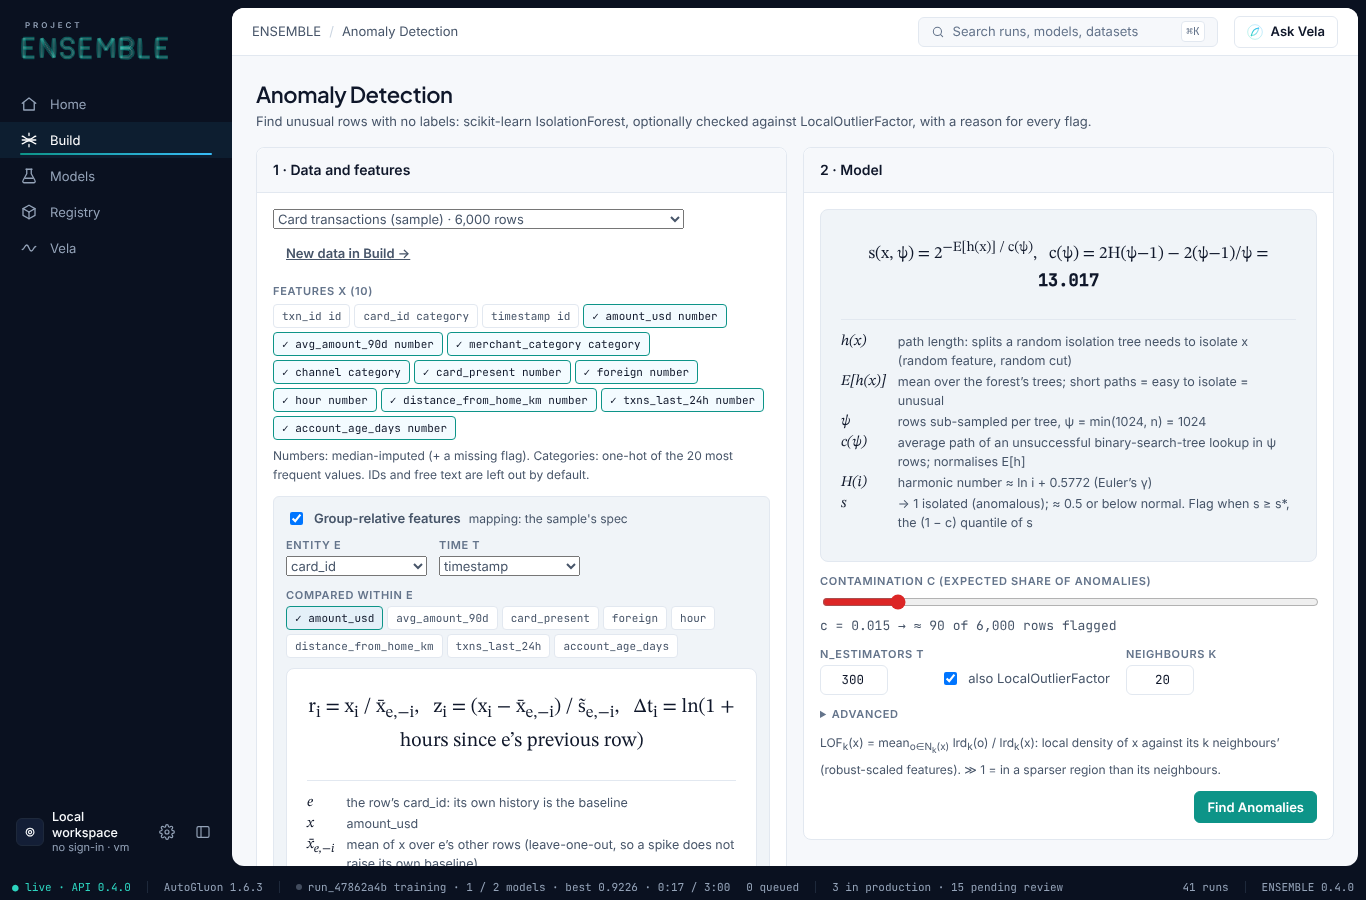 PROJECT
ENSEMBLE
Home
Build
Models
Registry
Vela
Local workspace
no sign-in · vm
ENSEMBLE / Anomaly Detection
Search runs, models, datasets
⌘K
Ask Vela
Anomaly Detection
Find unusual rows with no labels: scikit-learn IsolationForest, optionally checked against LocalOutlierFactor, with a reason for every flag.
1 · Data and features
Card transactions (sample) · 6,000 rows
New data in Build →
FEATURES X (10)
txn_id id card_id category timestamp id ✓ amount_usd number
✓ avg_amount_90d number ✓ merchant_category category
✓ channel category ✓ card_present number ✓ foreign number
✓ hour number ✓ distance_from_home_km number ✓ txns_last_24h number
✓ account_age_days number
Numbers: median-imputed (+ a missing flag). Categories: one-hot of the 20 most
frequent values. IDs and free text are left out by default.
Group-relative features mapping: the sample's spec
ENTITY E TIME T
card_id timestamp
COMPARED WITHIN E
✓ amount_usd avg_amount_90d card_present foreign hour
distance_from_home_km txns_last_24h account_age_days
rᵢ = xᵢ / x̄e,−i, zᵢ = (xᵢ − x̄e,−i) / s̃e,−i, Δtᵢ = ln(1 +
hours since e’s previous row)
e the row’s card_id: its own history is the baseline
x amount_usd
x̄e,−i mean of x over e’s other rows (leave-one-out, so a spike does not
raise its own baseline)
2 · Model
s(x, ψ) = 2^−E[h(x)] / c(ψ), c(ψ) = 2H(ψ−1) − 2(ψ−1)/ψ =
13.017
h(x) path length: splits a random isolation tree needs to isolate x
(random feature, random cut)
E[h(x)] mean over the forest’s trees; short paths = easy to isolate =
unusual
ψ rows sub-sampled per tree, ψ = min(1024, n) = 1024
c(ψ) average path of an unsuccessful binary-search-tree lookup in ψ
rows; normalises E[h]
H(i) harmonic number ≈ ln i + 0.5772 (Euler’s γ)
s → 1 isolated (anomalous); ≈ 0.5 or below normal. Flag when s ≥ s*,
the (1 − c) quantile of s
CONTAMINATION C (EXPECTED SHARE OF ANOMALIES)
c = 0.015 → ≈ 90 of 6,000 rows flagged
N_ESTIMATORS T NEIGHBOURS K
300 also LocalOutlierFactor 20
▶ ADVANCED
LOFk(x) = meano∈Nk(x) lrdk(o) / lrdk(x): local density of x against its k neighbours’
(robust-scaled features). ≫ 1 = in a sparser region than its neighbours.
Find Anomalies
● live · API 0.4.0 AutoGluon 1.6.3 run_47862a4b training · 1 / 2 models · best 0.9226 · 0:17 / 3:00 0 queued 3 in production · 15 pending review 41 runs ENSEMBLE 0.4.0